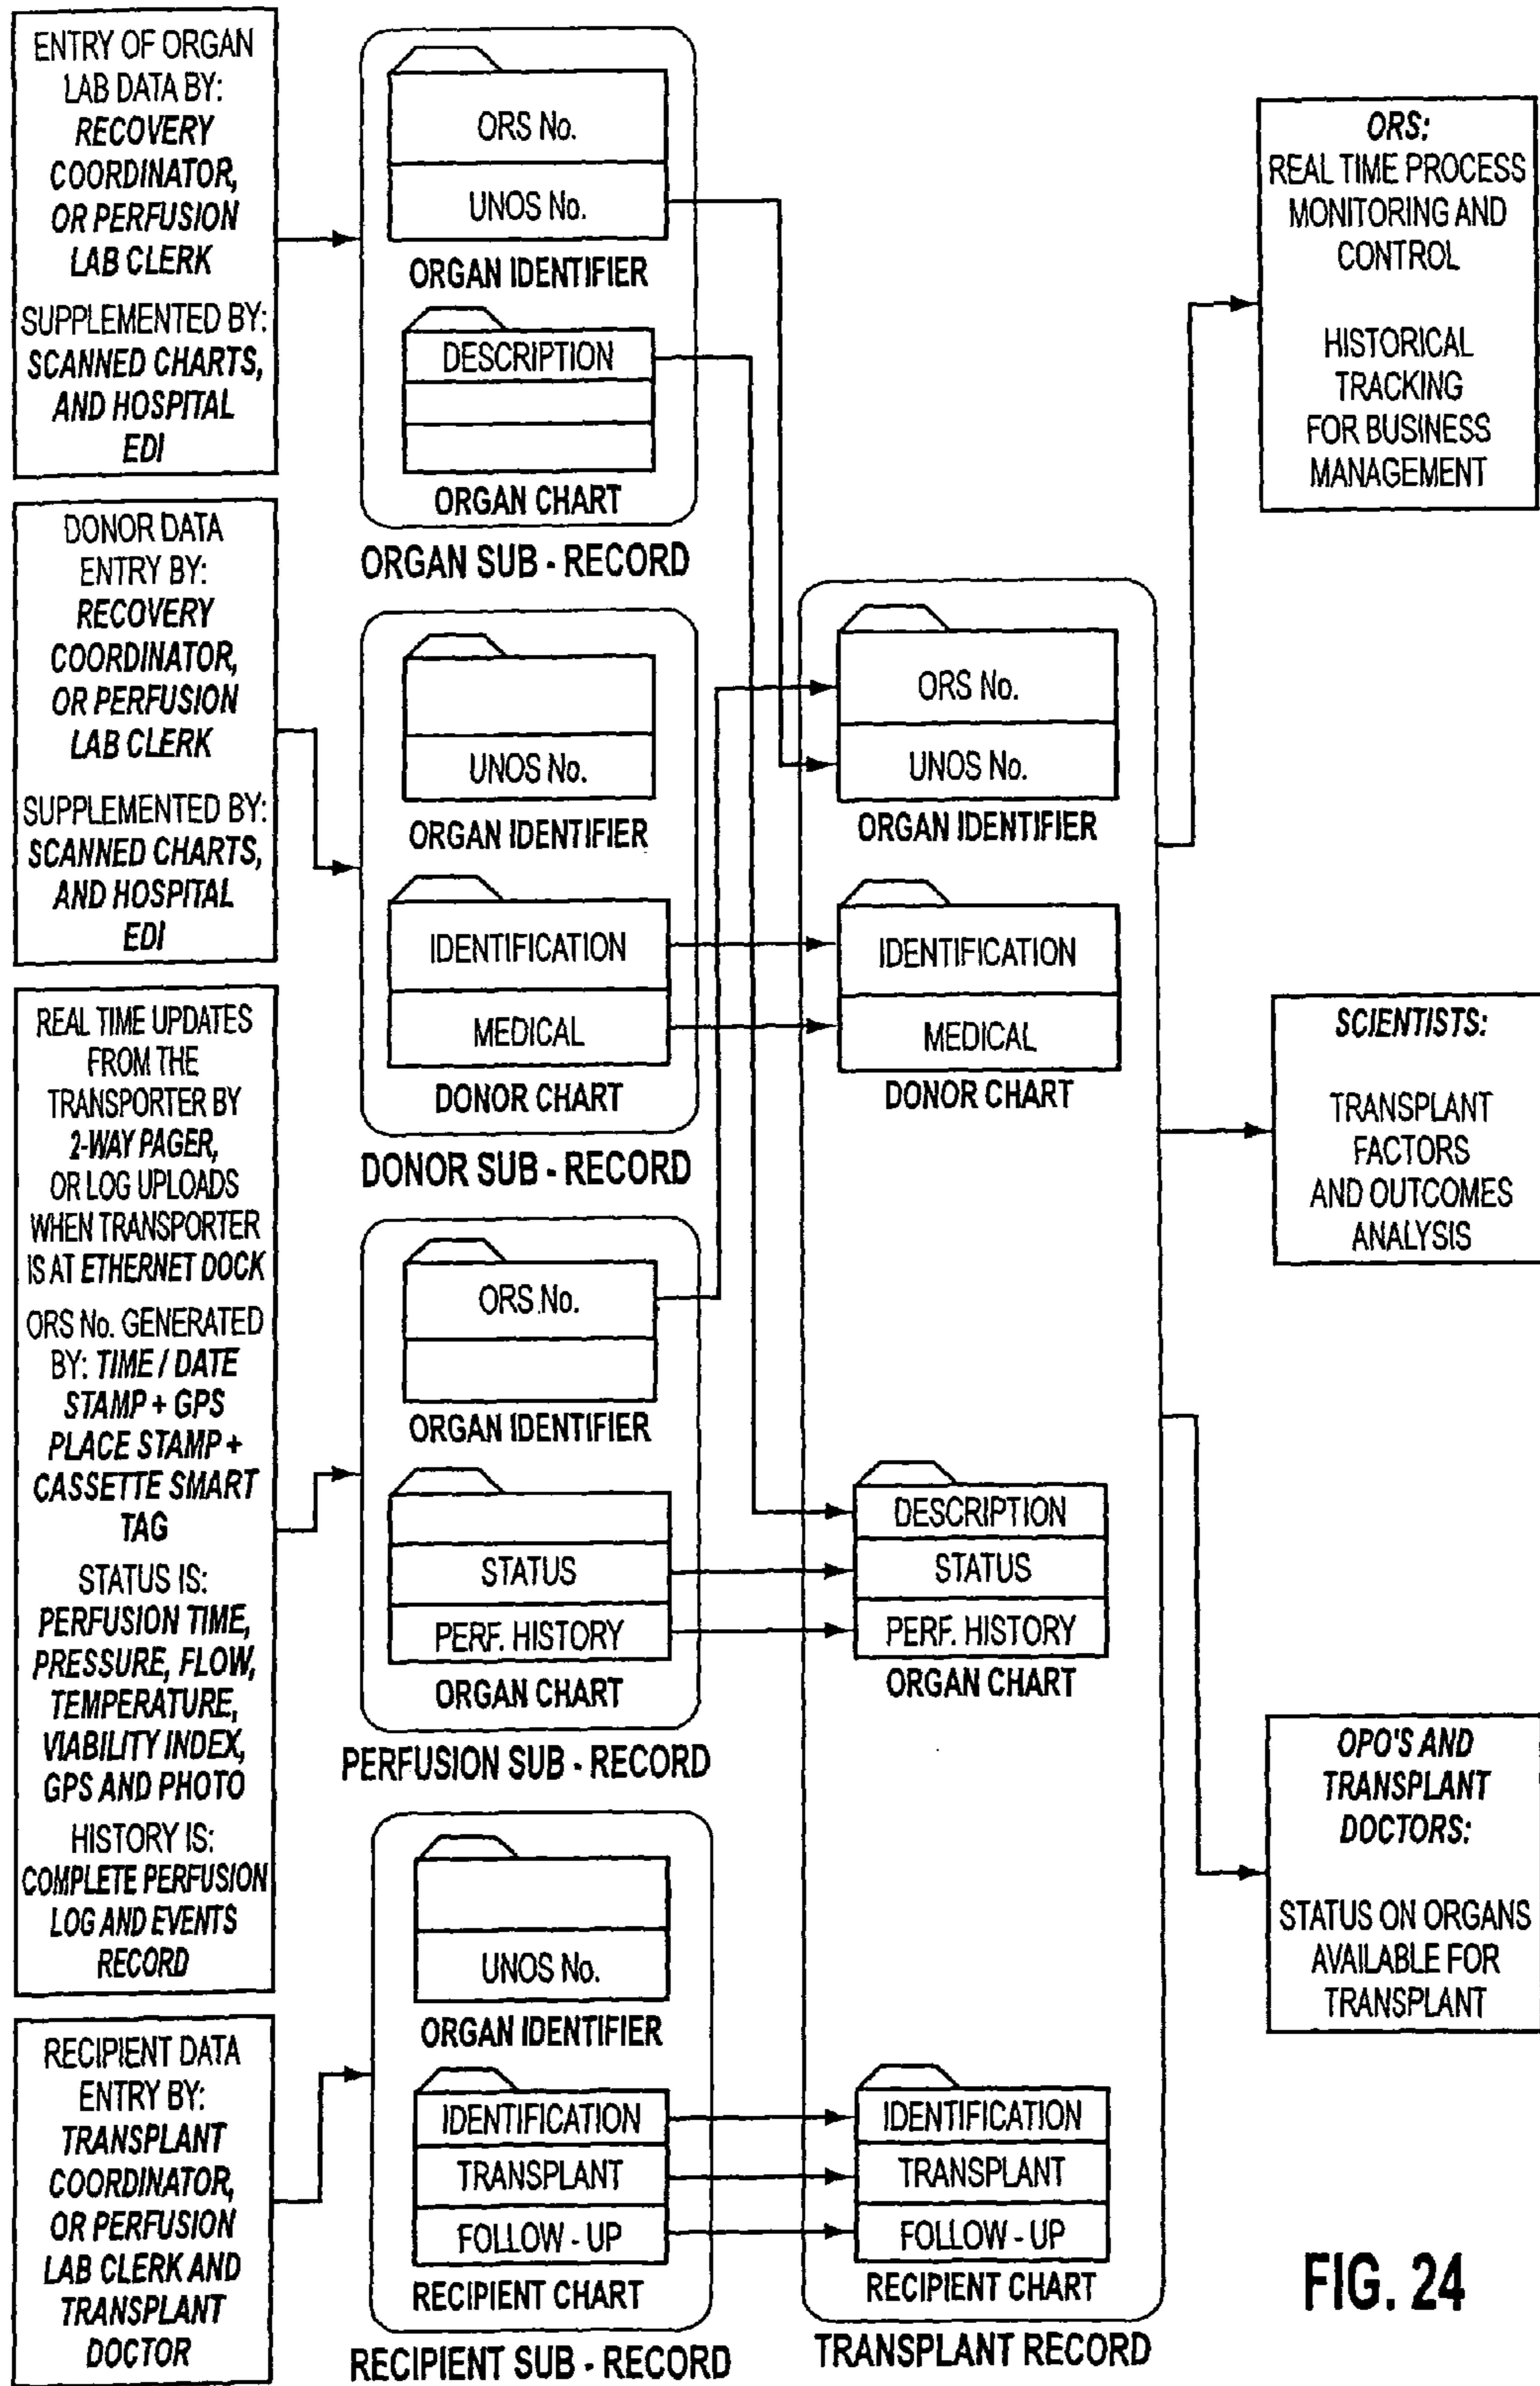 ENTRY OF ORGAN
LAB DATA BY:
RECOVERY
COORDINATOR,
OR PERFUSION
LAB CLERK
SUPPLEMENTED BY:
SCANNED CHARTS,
AND HOSPITAL
EDI
DONOR DATA
ENTRY BY:
RECOVERY
COORDINATOR,
OR PERFUSION
LAB CLERK
SUPPLEMENTED BY:
SCANNED CHARTS,
AND HOSPITAL
EDI
REAL TIME UPDATES
FROM THE
TRANSPORTER BY
2-WAY PAGER,
OR LOG UPLOADS
WHEN TRANSPORTER
IS AT ETHERNET DOCK
ORS No. GENERATED
BY: TIME / DATE
STAMP + GPS
PLACE STAMP +
CASSETTE SMART
TAG
STATUS IS:
PERFUSION TIME,
PRESSURE, FLOW,
TEMPERATURE,
VIABILITY INDEX,
GPS AND PHOTO
HISTORY IS:
COMPLETE PERFUSION
LOG AND EVENTS
RECORD
RECIPIENT DATA
ENTRY BY:
TRANSPLANT
COORDINATOR,
OR PERFUSION
LAB CLERK AND
TRANSPLANT
DOCTOR
ORS No.
UNOS No.
ORGAN IDENTIFIER
DESCRIPTION
ORGAN CHART
ORGAN SUB - RECORD
UNOS No.
ORGAN IDENTIFIER
IDENTIFICATION
MEDICAL
DONOR CHART
DONOR SUB - RECORD
ORS No.
ORGAN IDENTIFIER
STATUS
PERF. HISTORY
ORGAN CHART
PERFUSION SUB - RECORD
UNOS No.
ORGAN IDENTIFIER
IDENTIFICATION
TRANSPLANT
FOLLOW - UP
RECIPIENT CHART
RECIPIENT SUB - RECORD
ORS No.
UNOS No.
ORGAN IDENTIFIER
IDENTIFICATION
MEDICAL
DONOR CHART
DESCRIPTION
STATUS
PERF. HISTORY
ORGAN CHART
IDENTIFICATION
TRANSPLANT
FOLLOW - UP
RECIPIENT CHART
TRANSPLANT RECORD
ORS:
REAL TIME PROCESS
MONITORING AND
CONTROL
HISTORICAL
TRACKING
FOR BUSINESS
MANAGEMENT
SCIENTISTS:
TRANSPLANT
FACTORS
AND OUTCOMES
ANALYSIS
OPO'S AND
TRANSPLANT
DOCTORS:
STATUS ON ORGANS
AVAILABLE FOR
TRANSPLANT
FIG. 24